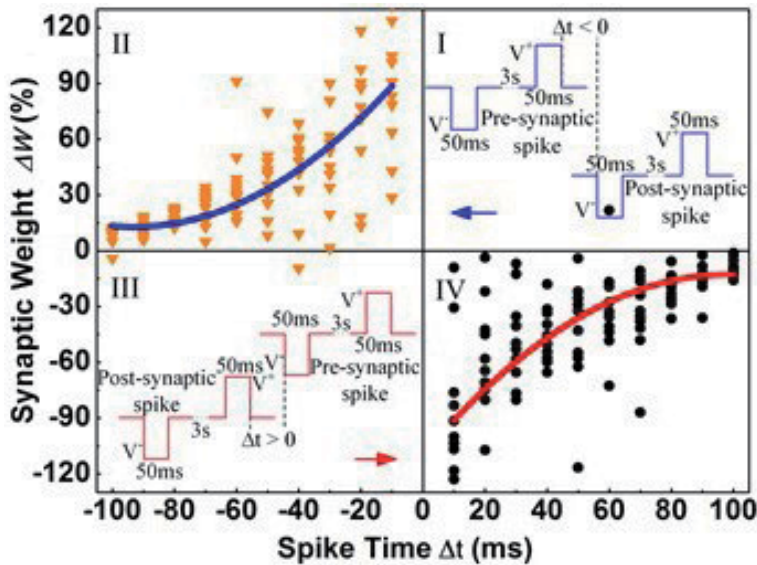 120
90
60
30
0
-30
-60
-90
-120
Synaptic Weight ΔW (%)
II
I
Δt < 0
V⁺
3s
50ms
V⁻
50ms
Pre-synaptic
spike
50ms
V⁺
50ms
3s
Post-synaptic
spike
V⁻
III
IV
V⁺
50ms
3s
50ms
V⁻
Pre-synaptic
spike
Post-synaptic
spike
50ms
V⁺
3s
Δt > 0
V⁻
50ms
-100 -80 -60 -40 -20 0 20 40 60 80 100
Spike Time Δt (ms)